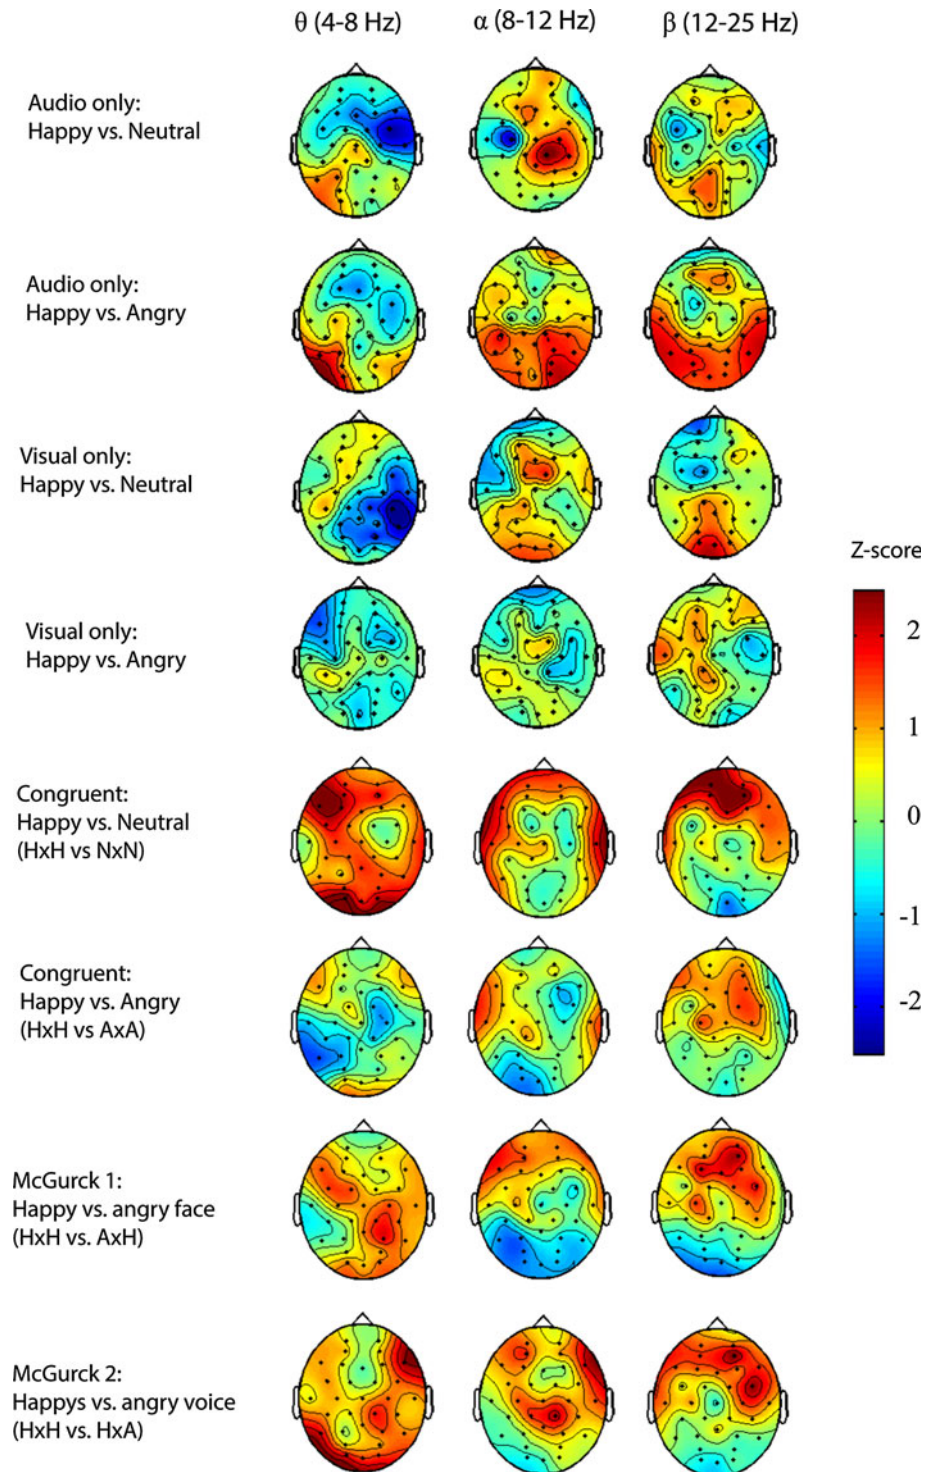 θ (4-8 Hz) α (8-12 Hz) β (12-25 Hz)
Audio only:
Happy vs. Neutral
Audio only:
Happy vs. Angry
Visual only:
Happy vs. Neutral
Z-score
Visual only:
Happy vs. Angry
2
1
0
-1
-2
Congruent:
Happy vs. Neutral
(HxH vs NxN)
Congruent:
Happy vs. Angry
(HxH vs AxA)
McGurck 1:
Happy vs. angry face
(HxH vs. AxH)
McGurck 2:
Happys vs. angry voice
(HxH vs. HxA)